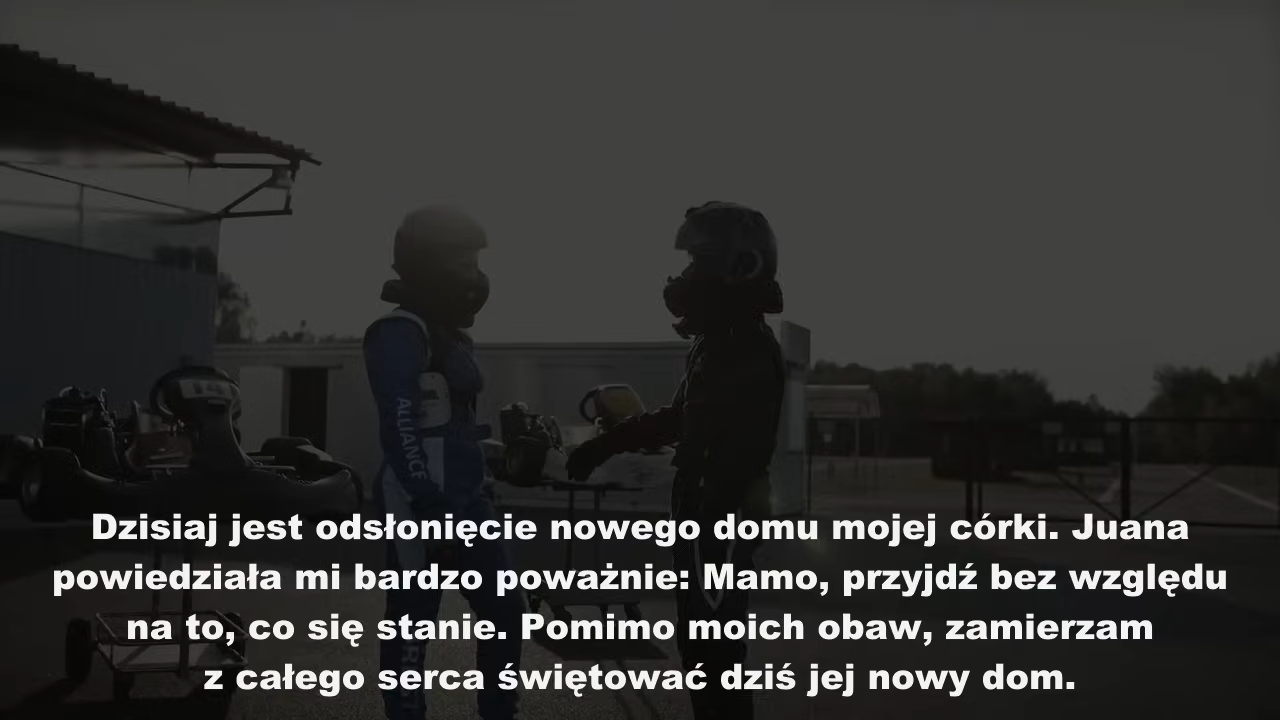 ALLIANCE
Dzisiaj jest odsłonięcie nowego domu mojej córki. Juana
powiedziała mi bardzo poważnie: Mamo, przyjdź bez względu
na to, co się stanie. Pomimo moich obaw, zamierzam
z całego serca świętować dziś jej nowy dom.